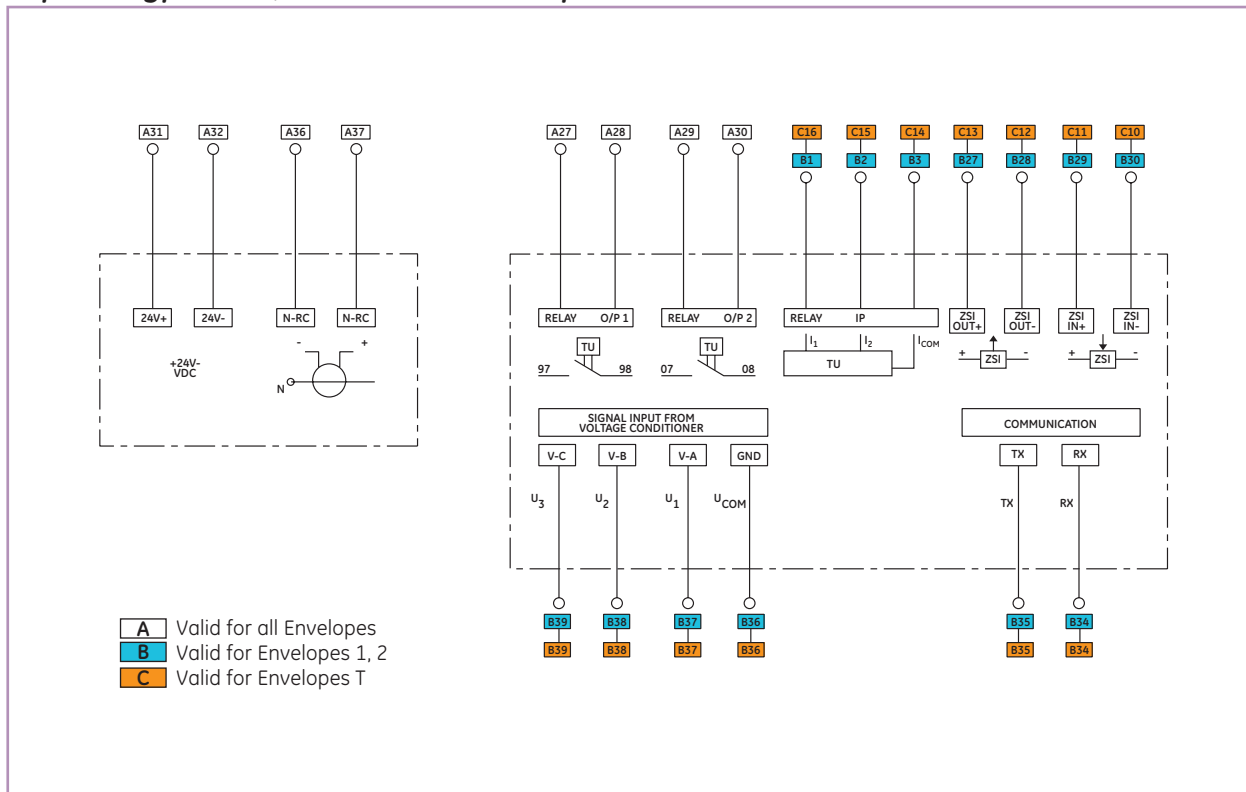 A31 A32 A36 A37 A27 A28 A29 A30 C16 C15 C14 C13 C12 C11 C10
B1 B2 B3 B27 B28 B29 B30
24V+ 24V- N-RC N-RC
- +
+24V-
VDC
N
RELAY O/P 1 RELAY O/P 2 RELAY IP
ZSI OUT+ ZSI OUT- ZSI IN+ ZSI IN-
TU TU I1 I2 ICOM
+ ZSI - + ZSI -
97 98 07 08 TU
SIGNAL INPUT FROM
VOLTAGE CONDITIONER
COMMUNICATION
V-C V-B V-A GND TX RX
U3 U2 U1 UCOM TX RX
B39 B38 B37 B36 B35 B34
B39 B38 B37 B36 B35 B34
A Valid for all Envelopes
B Valid for Envelopes 1, 2
C Valid for Envelopes T